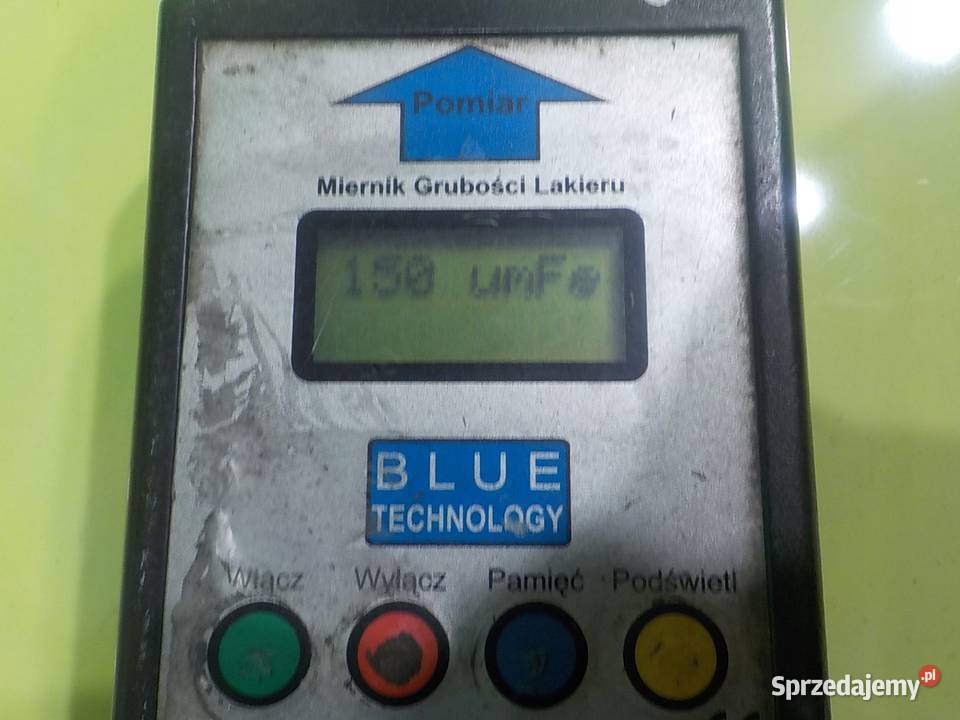 Pomiar
Miernik Grubości Lakieru
150 umFe
BLUE
TECHNOLOGY
Włącz Wyłącz Pamięć Podświetl
Sprzedajemy.pl